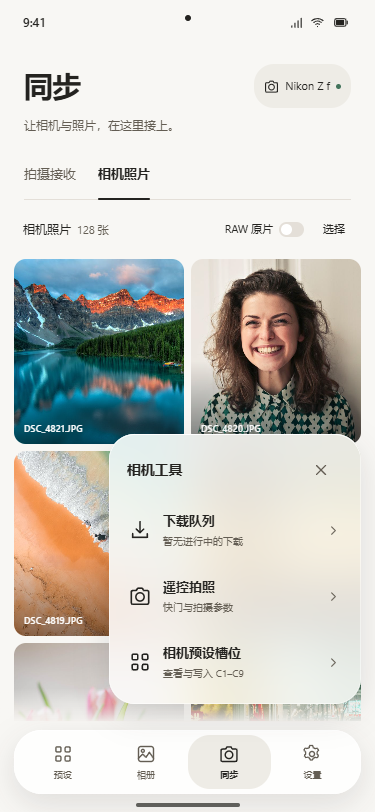 9:41
同步
Nikon Z f
让相机与照片，在这里接上。
拍摄接收
相机照片
相机照片 128 张
RAW 原片
选择
DSC_4821.JPG
DSC_4820.JPG
DSC_4819.JPG
相机工具
下载队列
暂无进行中的下载
遥控拍照
快门与拍摄参数
相机预设槽位
查看与写入 C1–C9
预设
相册
同步
设置